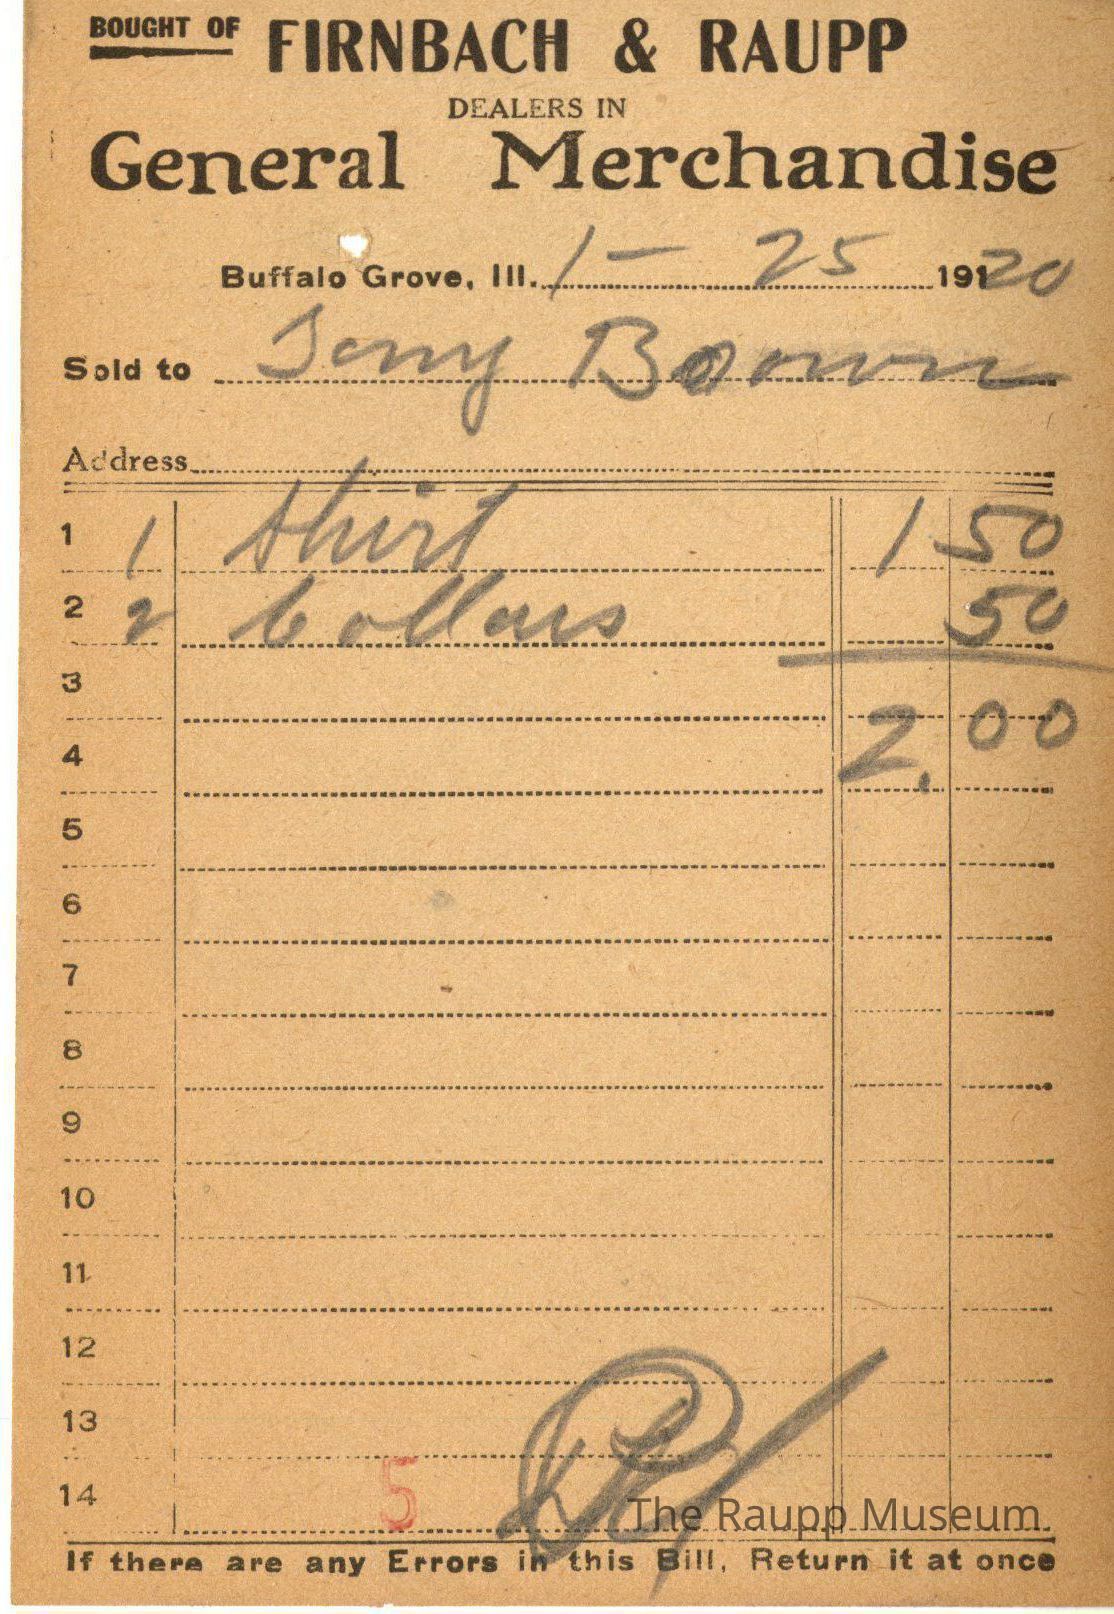 BOUGHT OF FIRNBACH & RAUPP
DEALERS IN
General Merchandise
Buffalo Grove, Ill. 1 - 25 19120
Sold to Tony
Address
1 1 Shirt 1 50
2 2 Collars 50
3
4 2. 00
5
6
7
8
9
10
11
12
13
14 5
The Raupp Museum.
If there are any Errors in this Bill, Return it at once